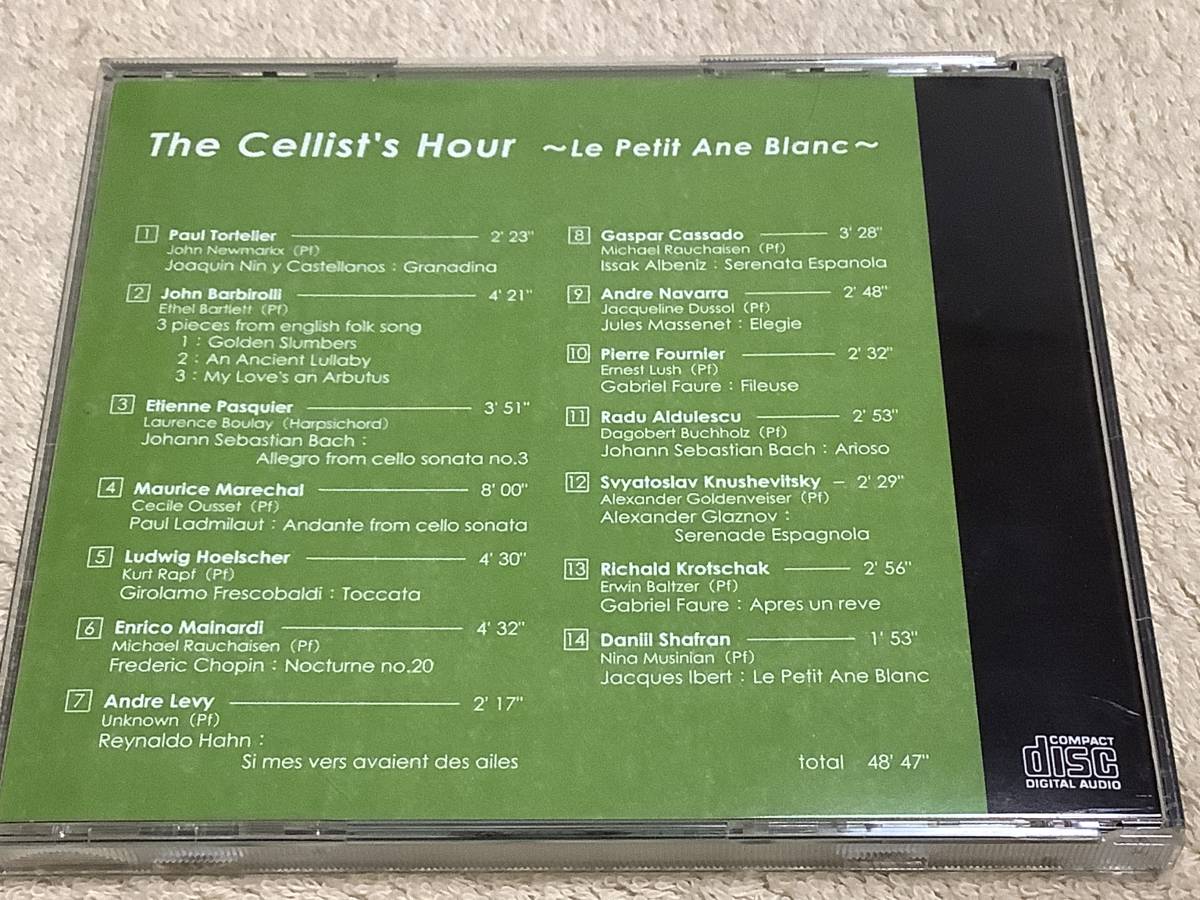 The Cellist's Hour ～Le Petit Ane Blanc～
1 Paul Tortelier 2' 23"
John Newmarkx (Pf)
Joaquin Nin y Castellanos : Granadina
2 John Barbirolli 4' 21"
Ethel Bartlett (Pf)
3 pieces from english folk song
1 : Golden Slumbers
2 : An Ancient Lullaby
3 : My Love's an Arbutus
3 Etienne Pasquier 3' 51"
Laurence Boulay (Harpsichord)
Johann Sebastian Bach :
Allegro from cello sonata no.3
4 Maurice Marechal 8' 00"
Cecile Ousset (Pf)
Paul Ladmilaut : Andante from cello sonata
5 Ludwig Hoelscher 4' 30"
Kurt Rapf (Pf)
Girolamo Frescobaldi : Toccata
6 Enrico Mainardi 4' 32"
Michael Rauchaisen (Pf)
Frederic Chopin : Nocturne no.20
7 Andre Levy 2' 17"
Unknown (Pf)
Reynaldo Hahn :
Si mes vers avaient des ailes
8 Gaspar Cassado 3' 28"
Michael Rauchaisen (Pf)
Issak Albeniz : Serenata Espanola
9 Andre Navarra 2' 48"
Jacqueline Dussol (Pf)
Jules Massenet : Elegie
10 Pierre Fournier 2' 32"
Ernest Lush (Pf)
Gabriel Faure : Fileuse
11 Radu Aldulescu 2' 53"
Dagobert Buchholz (Pf)
Johann Sebastian Bach : Arioso
12 Svyatoslav Knushevitsky 2' 29"
Alexander Goldenveiser (Pf)
Alexander Glaznov :
Serenade Espagnola
13 Richald Krotschak 2' 56"
Erwin Baltzer (Pf)
Gabriel Faure : Apres un reve
14 Daniil Shafran 1' 53"
Nina Musinian (Pf)
Jacques Ibert : Le Petit Ane Blanc
total 48' 47"
COMPACT
disc
DIGITAL AUDIO